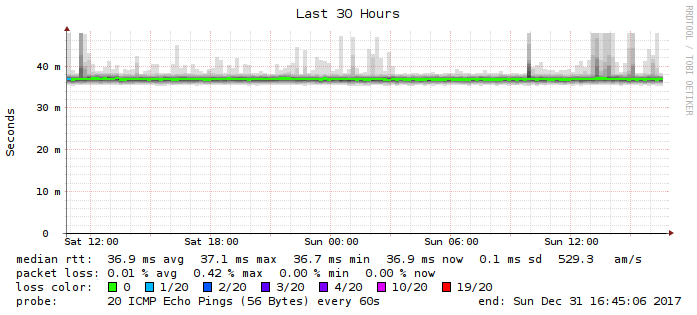 Last 30 Hours
RRDTOOL / TOBI OETIKER
Seconds
40 m
30 m
20 m
10 m
0
Sat 12:00 Sat 18:00 Sun 00:00 Sun 06:00 Sun 12:00
median rtt: 36.9 ms avg 37.1 ms max 36.7 ms min 36.9 ms now 0.1 ms sd 529.3 am/s
packet loss: 0.01 % avg 0.42 % max 0.00 % min 0.00 % now
loss color: 0 1/20 2/20 3/20 4/20 10/20 19/20
probe: 20 ICMP Echo Pings (56 Bytes) every 60s end: Sun Dec 31 16:45:06 2017